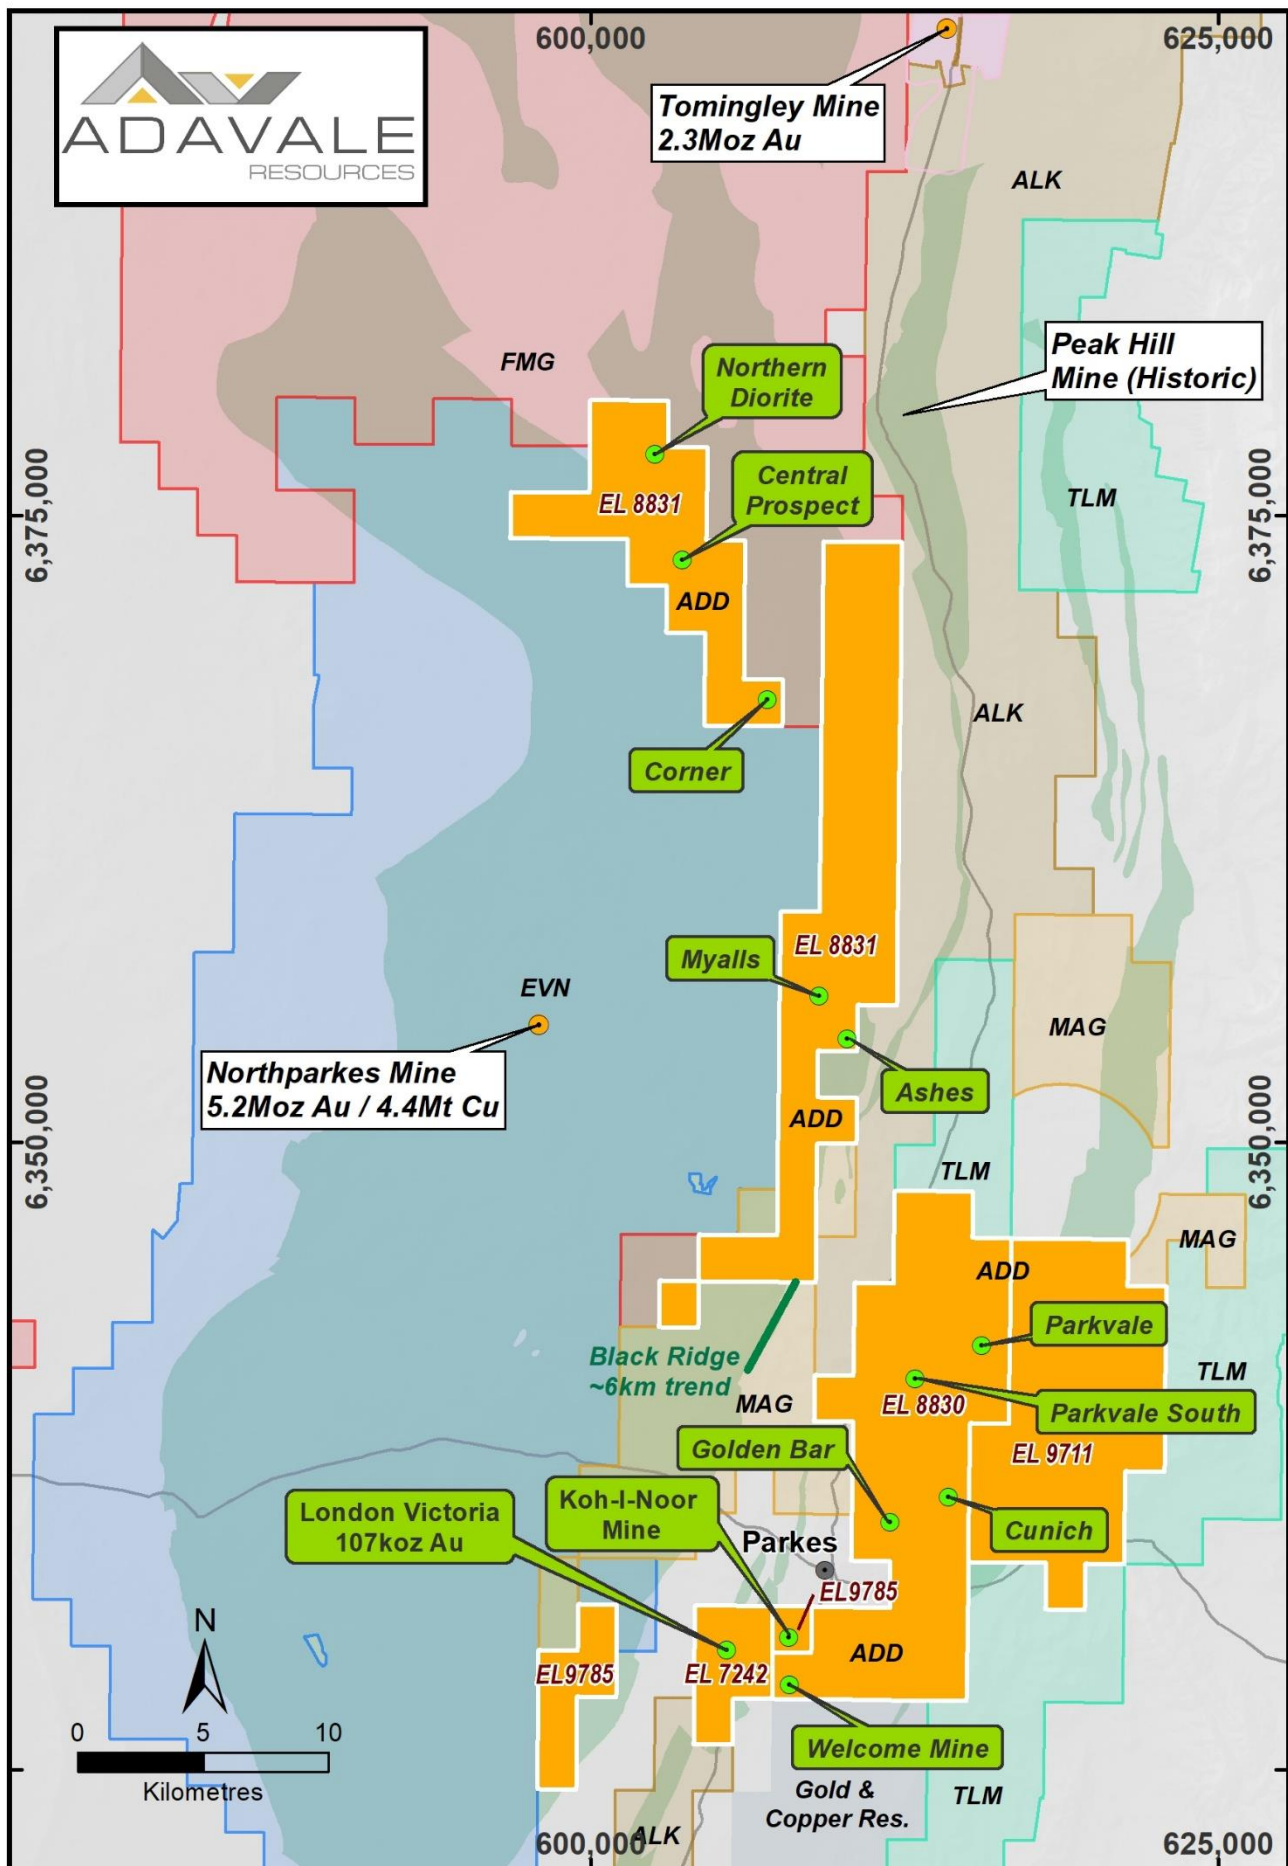 600,000
625,000
ADAVALE
RESOURCES
Tomingley Mine
2.3Moz Au
ALK
Peak Hill
Mine (Historic)
FMG
Northern
Diorite
Central
Prospect
6,375,000
6,375,000
EL 8831
TLM
ADD
ALK
Corner
EL 8831
Myalls
EVN
MAG
Northparkes Mine
5.2Moz Au / 4.4Mt Cu
Ashes
ADD
6,350,000
6,350,000
TLM
MAG
ADD
Parkvale
Black Ridge
~6km trend
TLM
MAG
EL 8830
Parkvale South
Golden Bar
EL 9711
London Victoria
107koz Au
Koh-I-Noor
Mine
Cunich
Parkes
EL9785
N
ADD
EL9785
EL 7242
0 5 10
Kilometres
Welcome Mine
Gold &
Copper Res.
TLM
ALK
600,000
625,000